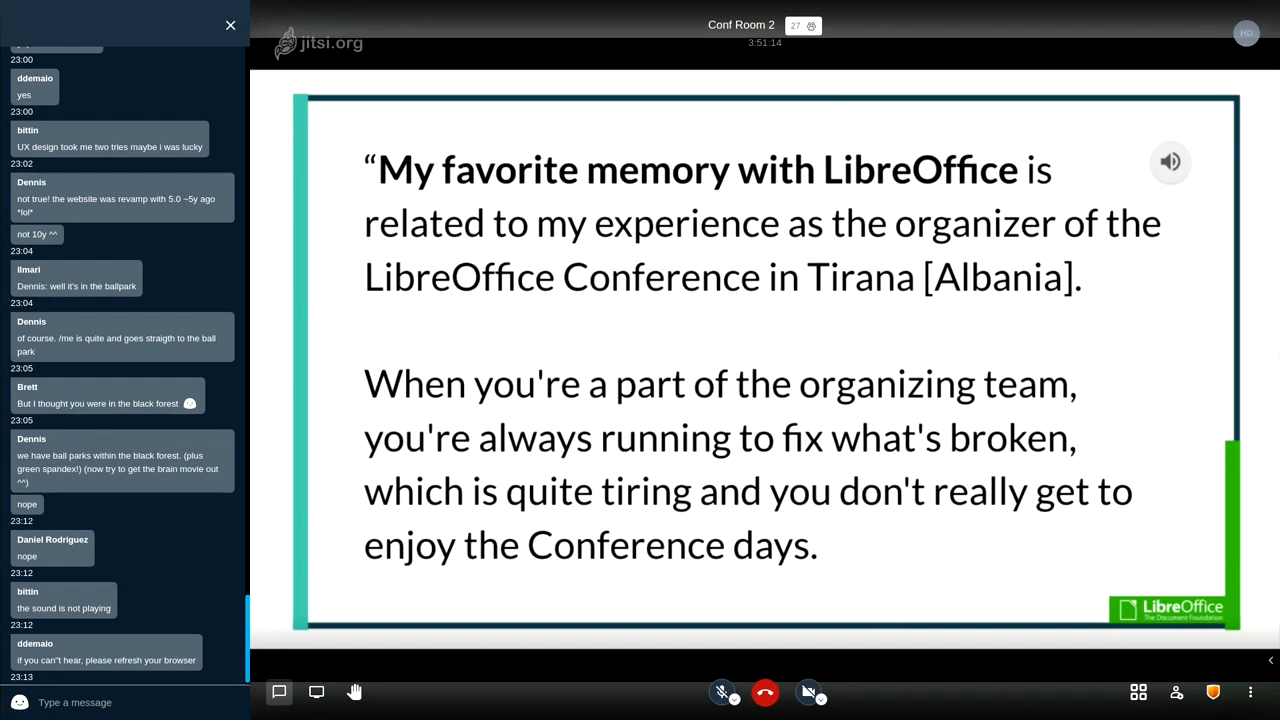 23:00
ddemaio
yes
23:00
bittin
UX design took me two tries maybe i was lucky
23:02
Dennis
not true! the website was revamp with 5.0 ~5y ago
*lol*
not 10y ^^
23:04
Ilmari
Dennis: well it's in the ballpark
23:04
Dennis
of course. /me is quite and goes straigth to the ball
park
23:05
Brett
But I thought you were in the black forest
23:05
Dennis
we have ball parks within the black forest. (plus
green spandex!) (now try to get the brain movie out
^^)
nope
23:12
Daniel Rodriguez
nope
23:12
bittin
the sound is not playing
23:12
ddemaio
if you can"t hear, please refresh your browser
23:13
Type a message
jitsi.org
Conf Room 2
27
3:51:14
HD
“My favorite memory with LibreOffice is
related to my experience as the organizer of the
LibreOffice Conference in Tirana [Albania].
When you're a part of the organizing team,
you're always running to fix what's broken,
which is quite tiring and you don't really get to
enjoy the Conference days.
LibreOffice
The Document Foundation